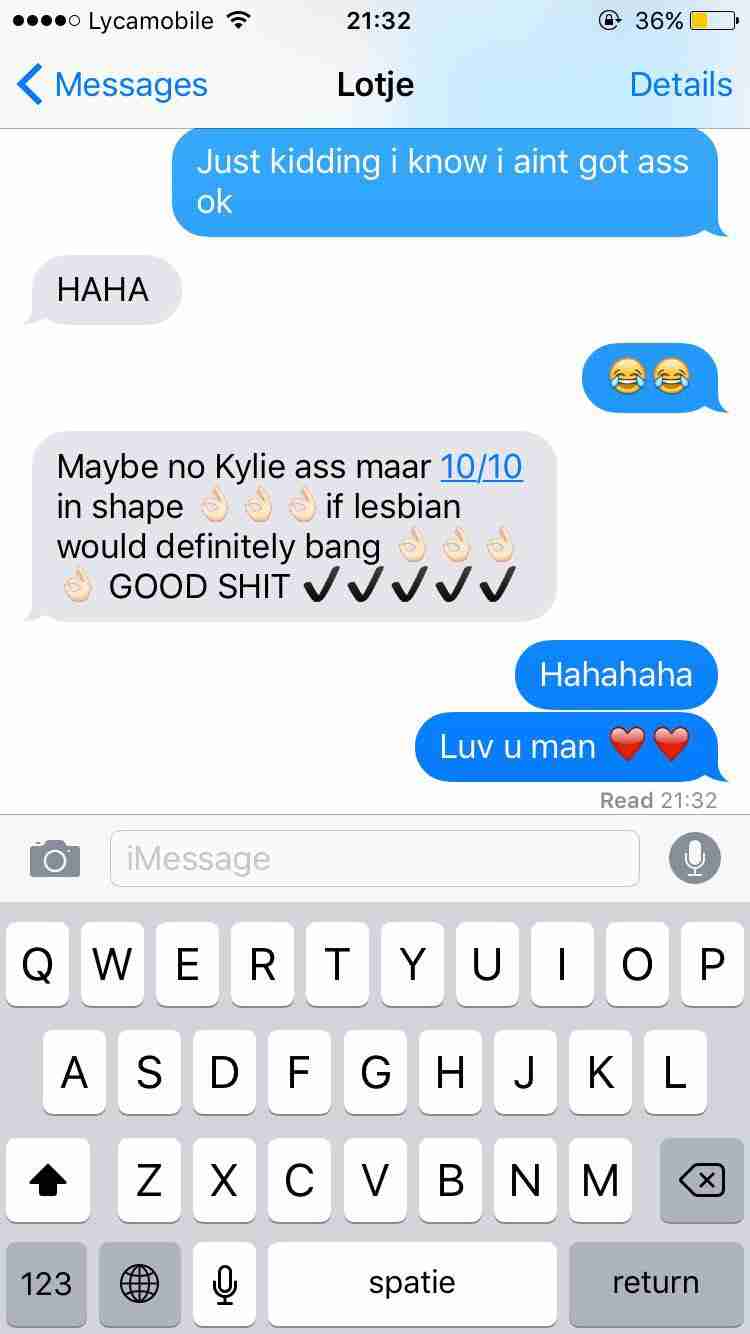 Lycamobile 21:32 36%
Messages Lotje Details
Just kidding i know i aint got ass
ok
HAHA
😂😂
Maybe no Kylie ass maar 10/10
in shape 👌🏻👌🏻👌🏻if lesbian
would definitely bang 👌🏻👌🏻👌🏻
👌🏻 GOOD SHIT ✔✔✔✔✔
Hahahaha
Luv u man ❤❤
Read 21:32
iMessage
Q W E R T Y U I O P
A S D F G H J K L
Z X C V B N M
123 spatie return